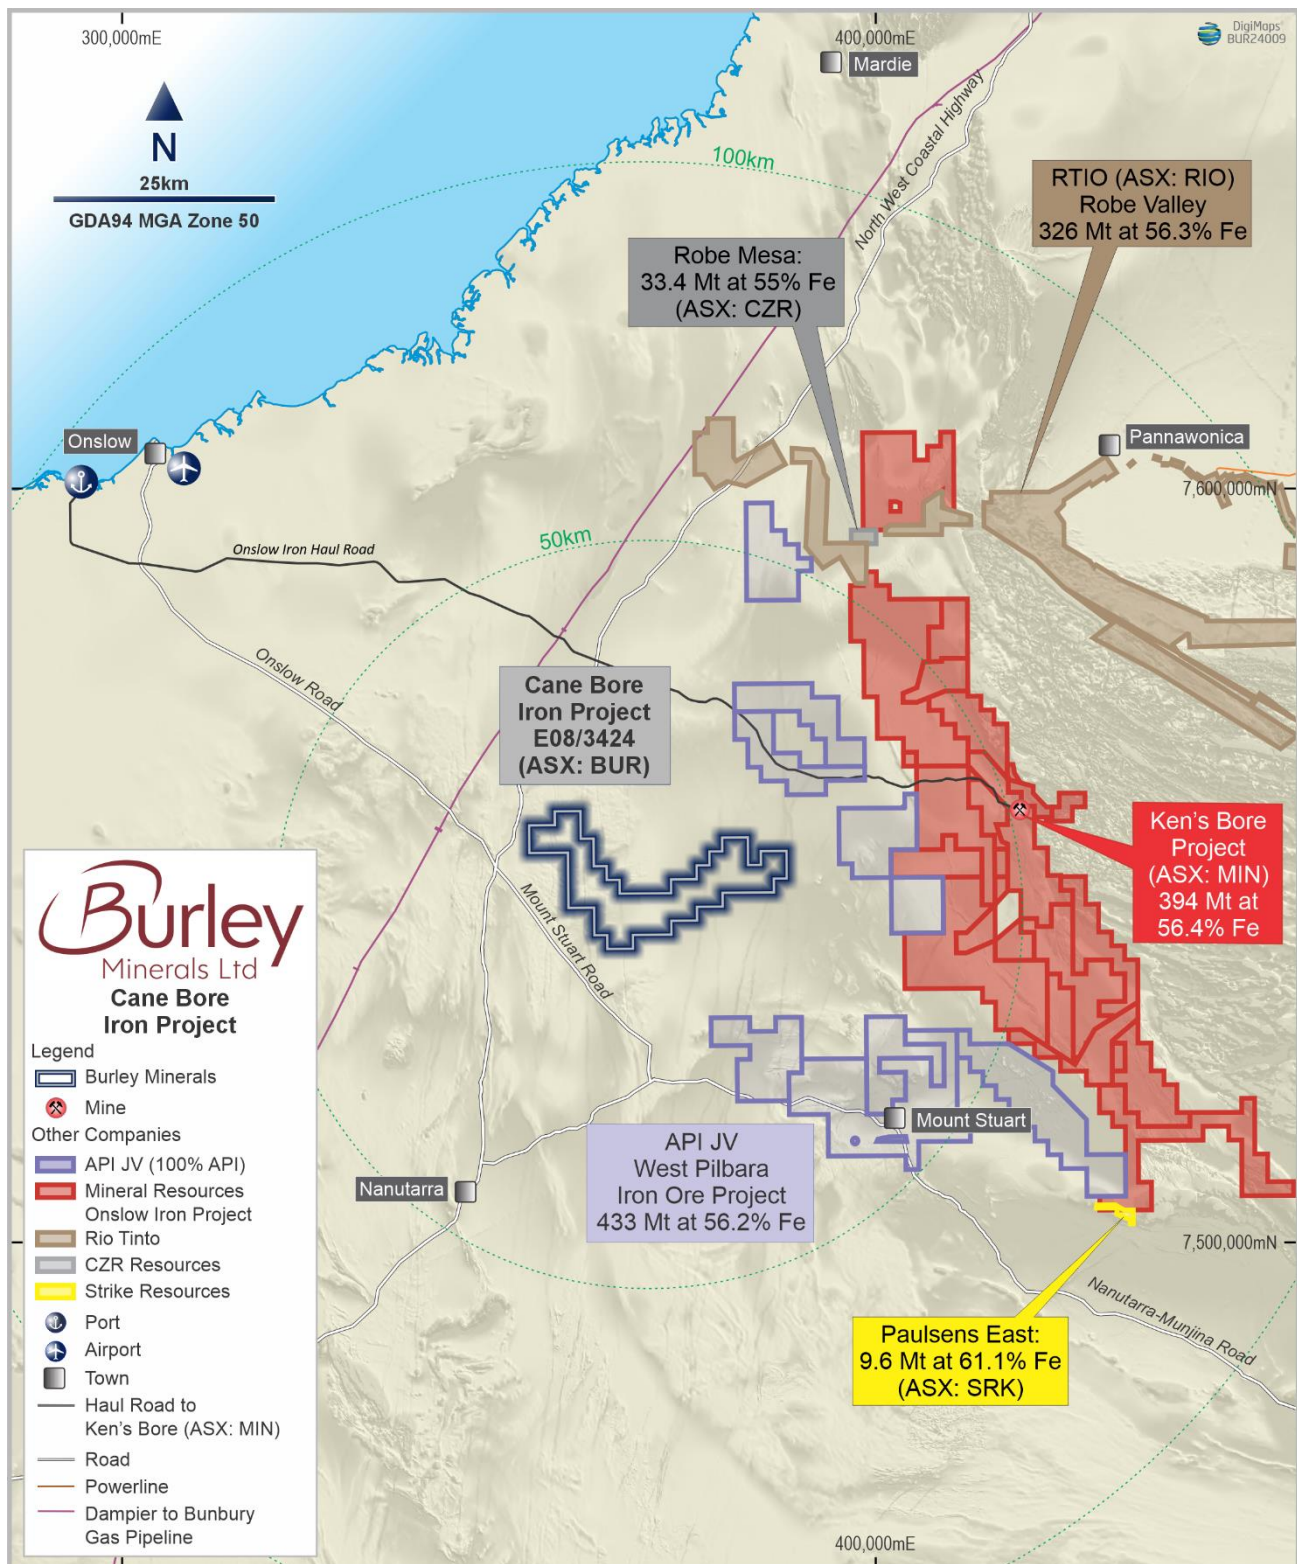 300,000mE
400,000mE
DigiMaps
BUR24009
Mardie
N
25km
GDA94 MGA Zone 50
100km
North West Coastal Highway
RTIO (ASX: RIO)
Robe Valley
326 Mt at 56.3% Fe
Robe Mesa:
33.4 Mt at 55% Fe
(ASX: CZR)
Onslow
Pannawonica
7,600,000mN
50km
Onslow Iron Haul Road
Onslow Road
Cane Bore
Iron Project
E08/3424
(ASX: BUR)
Ken's Bore
Project
(ASX: MIN)
394 Mt at
56.4% Fe
Mount Stuart Road
Mount Stuart
API JV
West Pilbara
Iron Ore Project
433 Mt at 56.2% Fe
Nanutarra
7,500,000mN
Nanutarra-Munjina Road
Paulsens East:
9.6 Mt at 61.1% Fe
(ASX: SRK)
Burley
Minerals Ltd
Cane Bore
Iron Project
Legend
Burley Minerals
Mine
Other Companies
API JV (100% API)
Mineral Resources
Onslow Iron Project
Rio Tinto
CZR Resources
Strike Resources
Port
Airport
Town
Haul Road to
Ken's Bore (ASX: MIN)
Road
Powerline
Dampier to Bunbury
Gas Pipeline
400,000mE